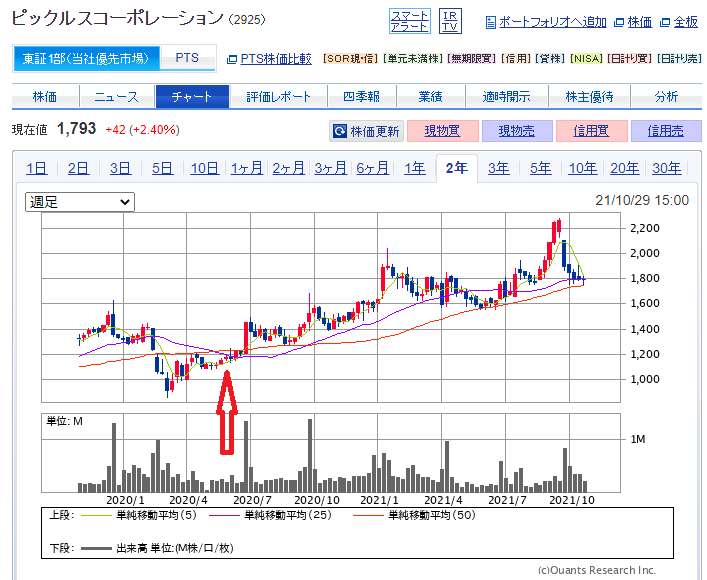 ピックルスコーポレーション（2925）
スマートアラート
IR TV
ポートフォリオへ追加 株価 全板
東証1部（当社優先市場） PTS PTS株価比較 [SOR現・信] [単元未満株] [無期限買] [信用] [貸株] [NISA] [日計り買] [日計り売]
株価 ニュース チャート 評価レポート 四季報 業績 適時開示 株主優待 分析
現在値 1,793 +42 (+2.40%) 株価更新 現物買 現物売 信用買 信用売
1日 2日 3日 5日 10日 1ヶ月 2ヶ月 3ヶ月 6ヶ月 1年 2年 3年 5年 10年 20年 30年
週足 21/10/29 15:00
2,200
2,000
1,800
1,600
1,400
1,200
1,000
単位: M
1M
2020/1 2020/4 2020/7 2020/10 2021/1 2021/4 2021/7 2021/10
上段： 単純移動平均(5) 単純移動平均(25) 単純移動平均(50)
下段： 出来高 単位:(M株/口/枚)
(c)Quants Research Inc.